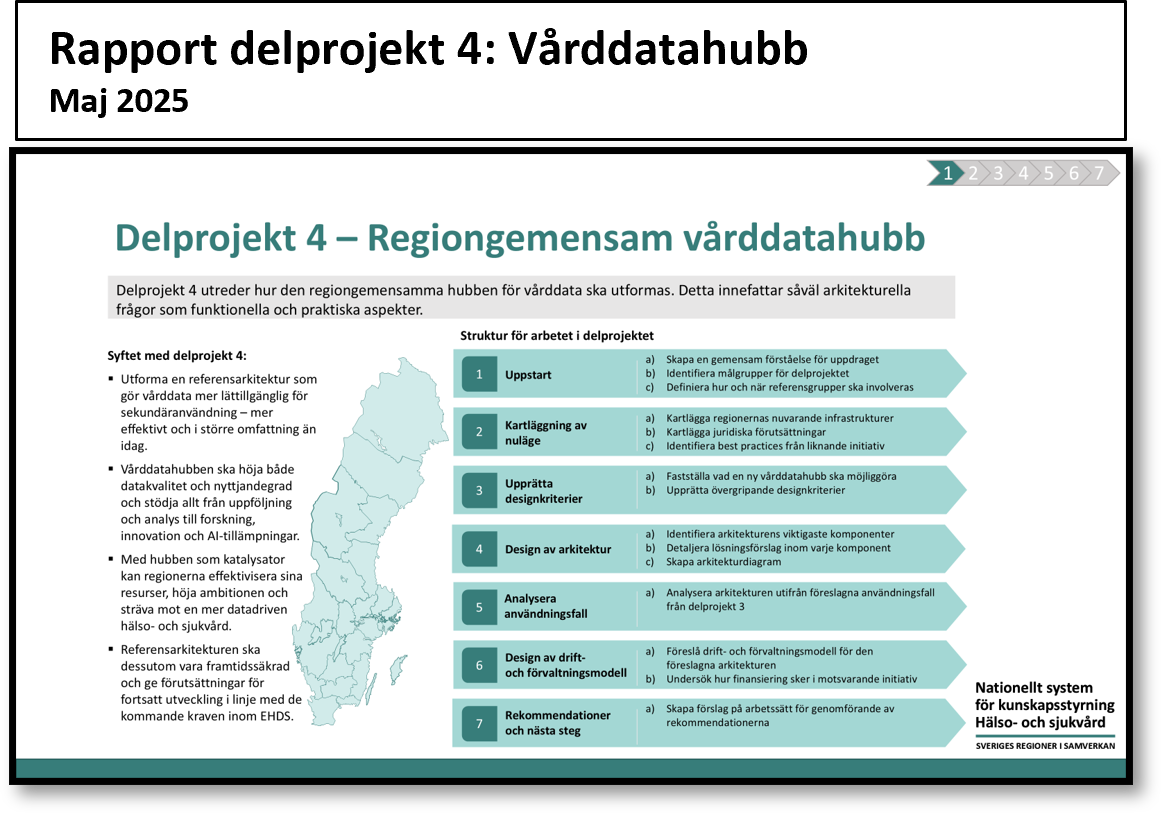 Rapport delprojekt 4: Vårddatahubb
Maj 2025
1 2 3 4 5 6 7
Delprojekt 4 – Regiongemensam vårddatahubb
Delprojekt 4 utreder hur den regiongemensamma hubben för vårddata ska utformas. Detta innefattar såväl arkitekturella
frågor som funktionella och praktiska aspekter.
Syftet med delprojekt 4:
▪ Utforma en referensarkitektur som
gör vårddata mer lättillgänglig för
sekundäranvändning – mer
effektivt och i större omfattning än
idag.
▪ Vårddatahubben ska höja både
datakvalitet och nyttjandegrad
och stödja allt från uppföljning
och analys till forskning,
innovation och AI-tillämpningar.
▪ Med hubben som katalysator
kan regionerna effektivisera sina
resurser, höja ambitionen och
sträva mot en mer datadriven
hälso- och sjukvård.
▪ Referensarkitekturen ska
dessutom vara framtidssäkrad
och ge förutsättningar för
fortsatt utveckling i linje med de
kommande kraven inom EHDS.
Struktur för arbetet i delprojektet
1 Uppstart
a) Skapa en gemensam förståelse för uppdraget
b) Identifiera målgrupper för delprojektet
c) Definiera hur och när referensgrupper ska involveras
2 Kartläggning av
nuläge
a) Kartlägga regionernas nuvarande infrastrukturer
b) Kartlägga juridiska förutsättningar
c) Identifiera best practices från liknande initiativ
3 Upprätta
designkriterier
a) Fastställa vad en ny vårddatahubb ska möjliggöra
b) Upprätta övergripande designkriterier
4 Design av arkitektur
a) Identifiera arkitekturens viktigaste komponenter
b) Detaljera lösningsförslag inom varje komponent
c) Skapa arkitekturdiagram
5 Analysera
användningsfall
a) Analysera arkitekturen utifrån föreslagna användningsfall
från delprojekt 3
6 Design av drift-
och förvaltningsmodell
a) Föreslå drift- och förvaltningsmodell för den
föreslagna arkitekturen
b) Undersök hur finansiering sker i motsvarande initiativ
7 Rekommendationer
och nästa steg
a) Skapa förslag på arbetssätt för genomförande av
rekommendationerna
Nationellt system
för kunskapsstyrning
Hälso- och sjukvård
SVERIGES REGIONER I SAMVERKAN